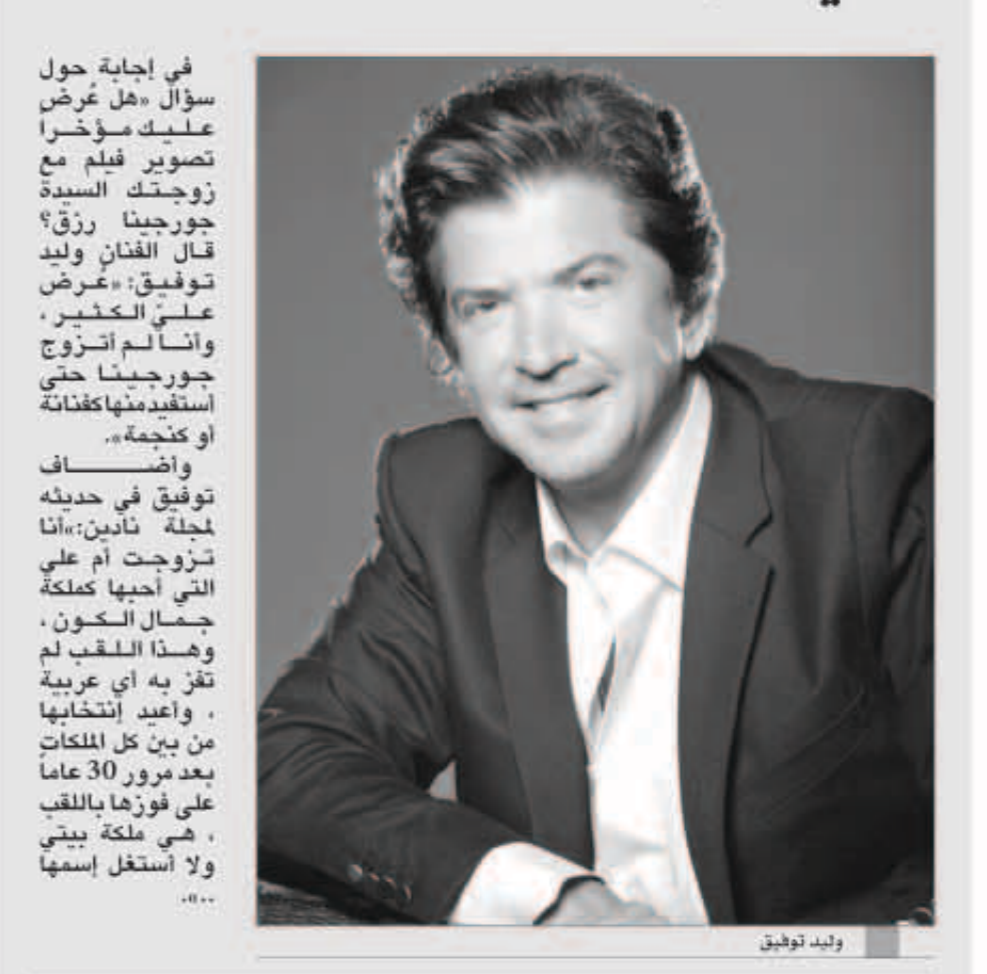 في إجابة حول
سؤال «هل عُرض
عليك مؤخراً
تصوير فيلم مع
زوجتك السيدة
جورجينا رزق؟
قال الفنان وليد
توفيق: «عُرض
عليّ الكثير ،
وأنا لم أتزوج
جورجينا حتى
أستفيد منها كفنانة
أو كنجمة».
وأضاف
توفيق في حديثه
لمجلة نادين:«أنا
تزوجت أم علي
التي أحبها كملكة
جمال الكون ،
وهذا اللقب لم
تفز به أي عربية
، وأعيد إنتخابها
من بين كل الملكات
بعد مرور 30 عاماً
على فوزها باللقب
، هي ملكة بيتي
ولا أستغل إسمها
..».
وليد توفيق